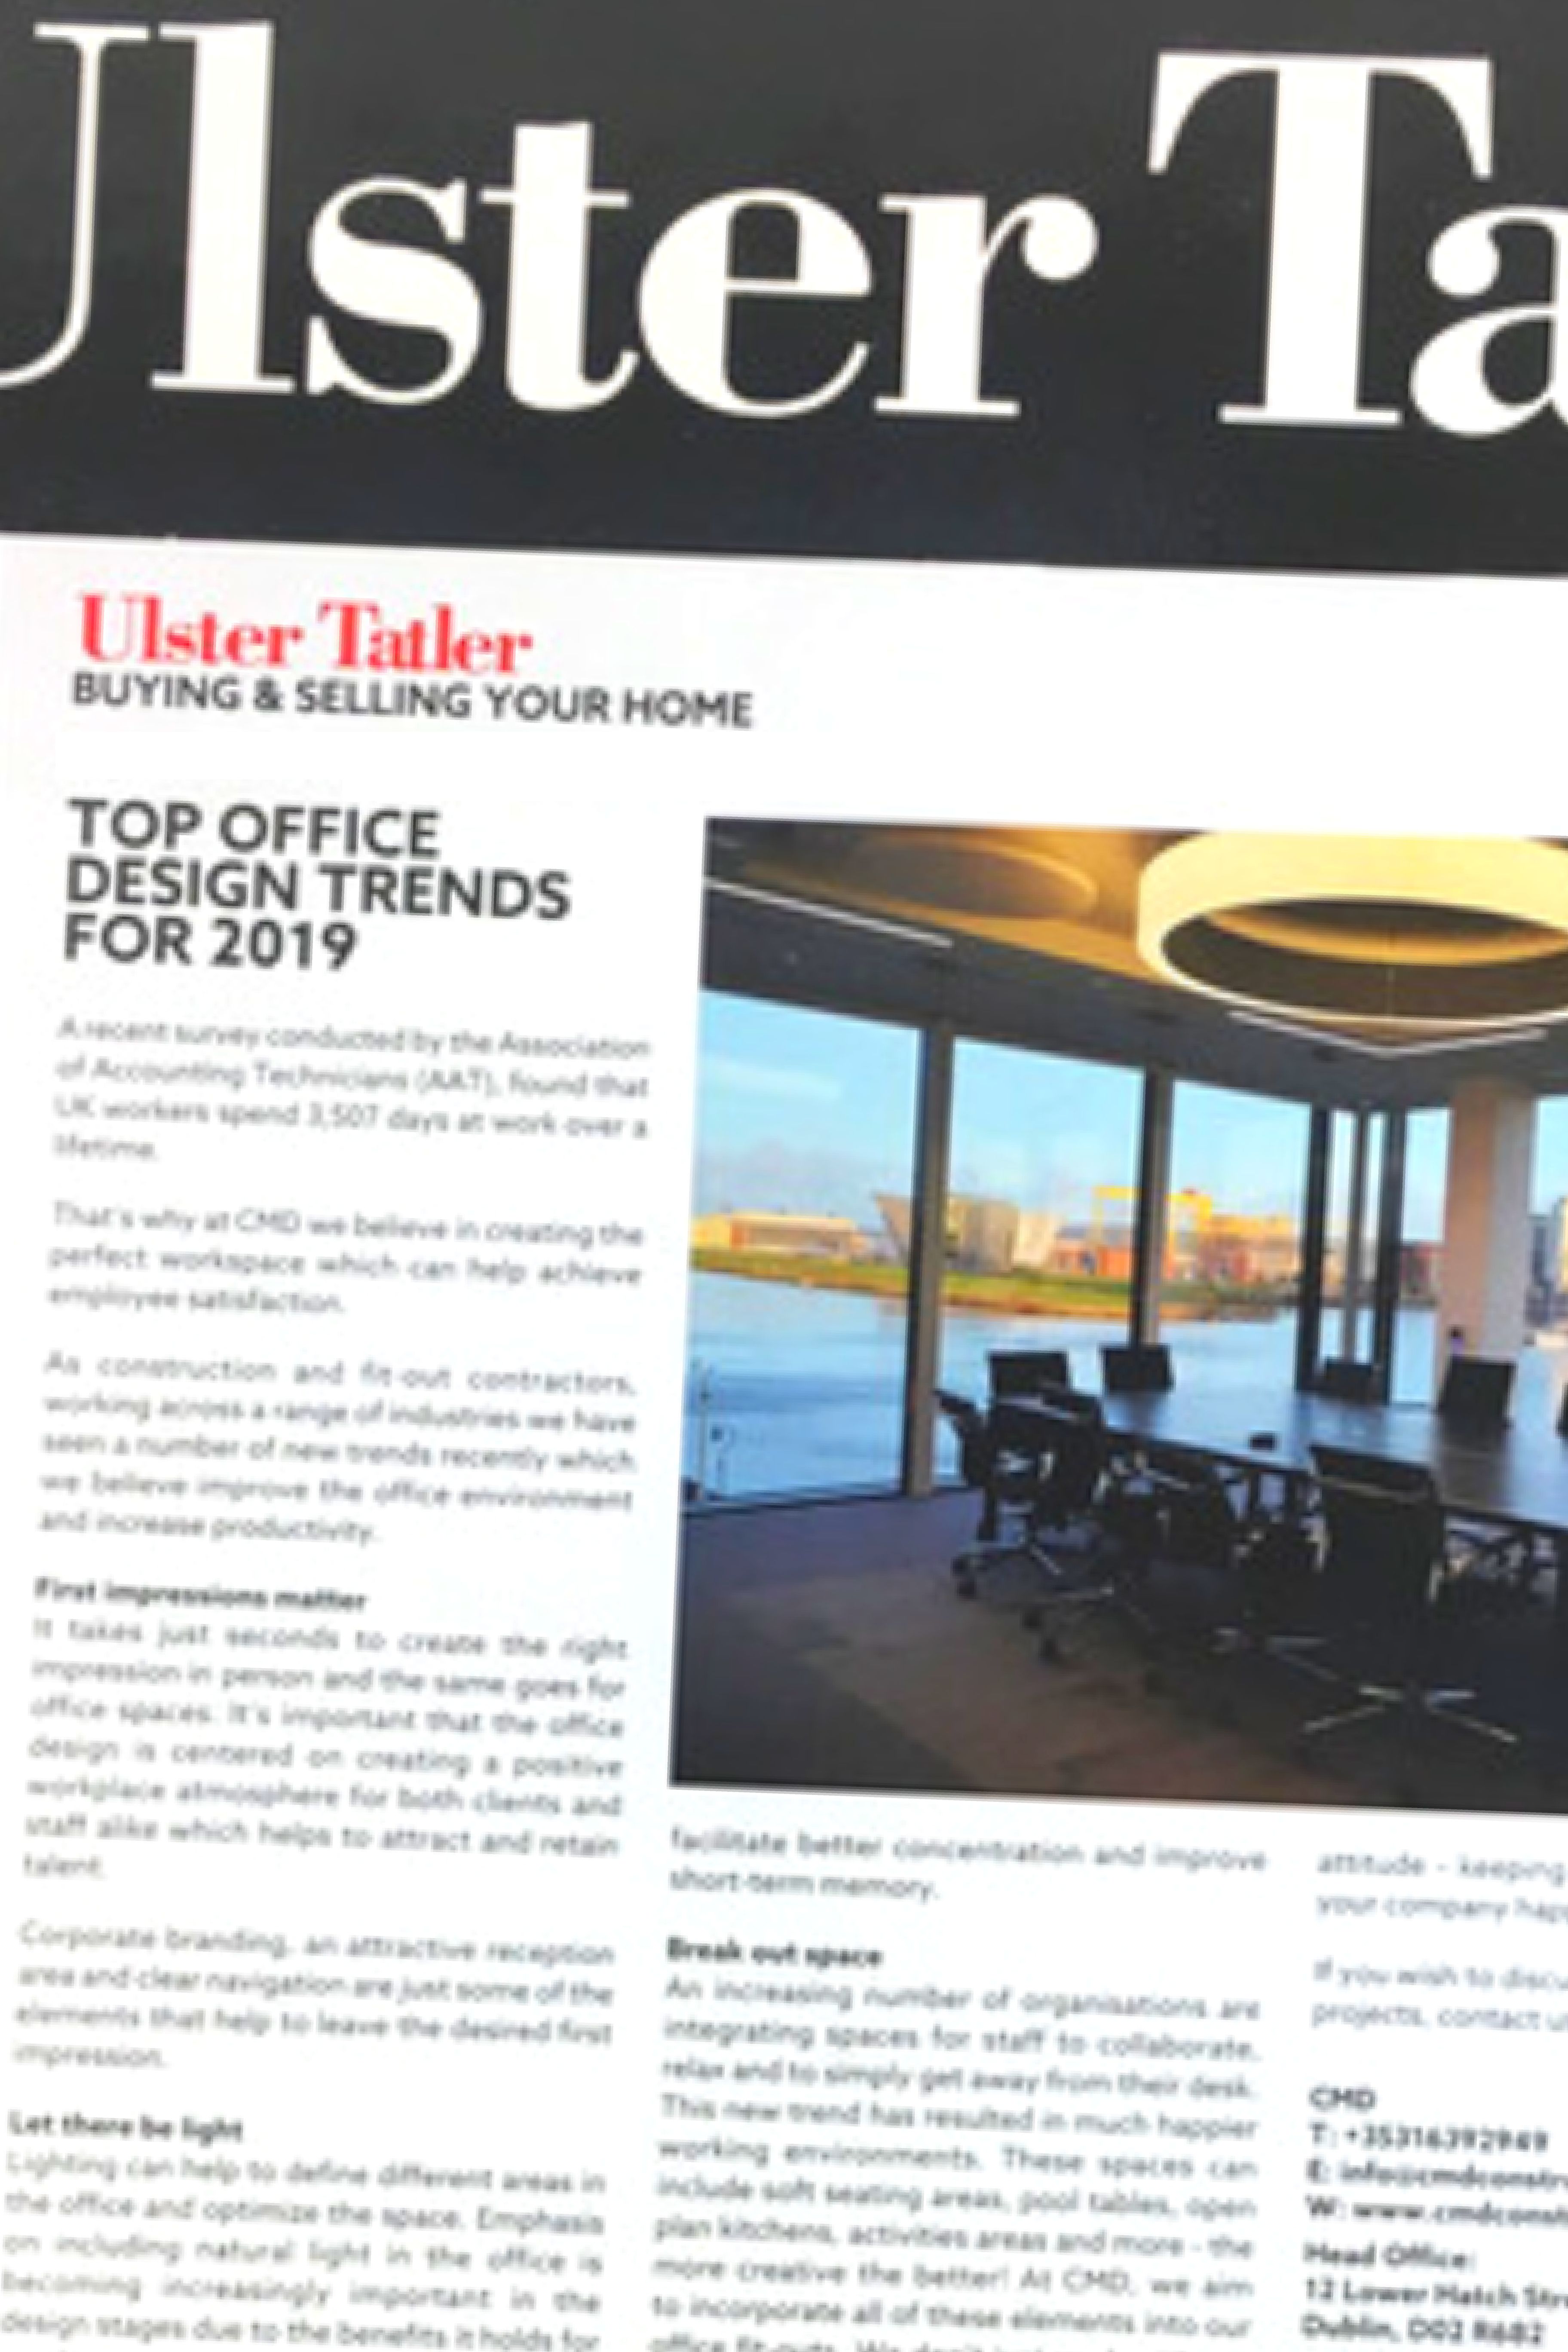 Ulster Ta
Ulster Tatler
BUYING & SELLING YOUR HOME
TOP OFFICE
DESIGN TRENDS
FOR 2019
A recent survey conducted by the Association
of Accounting Technicians (AAT), found that
UK workers spend 3,507 days at work over a
lifetime.
That's why at CMD we believe in creating the
perfect workspace which can help achieve
employee satisfaction.
As construction and fit-out contractors,
working across a range of industries we have
seen a number of new trends recently which
we believe improve the office environment
and increase productivity.
First impressions matter
It takes just seconds to create the right
impression in person and the same goes for
office spaces. It's important that the office
design is centered on creating a positive
workplace atmosphere for both clients and
staff alike which helps to attract and retain
talent.
Corporate branding, an attractive reception
area and clear navigation are just some of the
elements that help to leave the desired first
impression.
Let there be light
Lighting can help to define different areas in
the office and optimize the space. Emphasis
on including natural light in the office is
becoming increasingly important in the
design stages due to the benefits it holds for
facilitate better concentration and improve
short-term memory.
Break out space
An increasing number of organisations are
integrating spaces for staff to collaborate,
relax and to simply get away from their desk.
This new trend has resulted in much happier
working environments. These spaces can
include soft seating areas, pool tables, open
plan kitchens, activities areas and more - the
more creative the better! At CMD, we aim
to incorporate all of these elements into our
office fit-outs. We don't
attitude - keeping
your company hap
If you wish to discu
projects, contact u
CMD
T: +35316392949
E: info@cmdconstr
W: www.cmdconst
Head Office:
12 Lower Hatch Stre
Dublin, D02 R682